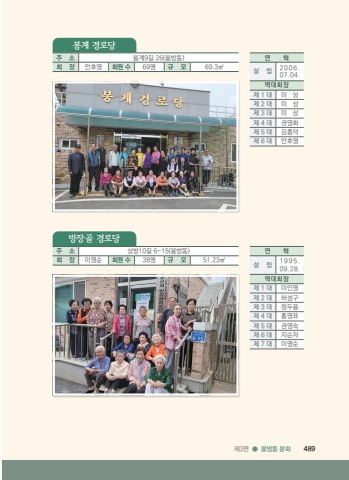 봉계 경로당
주 소 봉계9길 26(봉방동)
회 장 안호영 회원 수 69명 규 모 69.3㎡
연 혁
설 립 2006. 07.04.
역대회장
제 1 대 미 상
제 2 대 미 상
제 3 대 미 상
제 4 대 권영화
제 5 대 김흥덕
제 6 대 안호영
봉계경로당
방장골 경로당
주 소 상방10길 6-15(봉방동)
회 장 이명순 회원 수 38명 규 모 51.23㎡
연 혁
설 립 1995. 09.28.
역대회장
제 1 대 이인영
제 2 대 허성구
제 3 대 정두용
제 4 대 홍영표
제 5 대 권영숙
제 6 대 지순자
제 7 대 이명순
제3편 ● 봉방동 문화 489